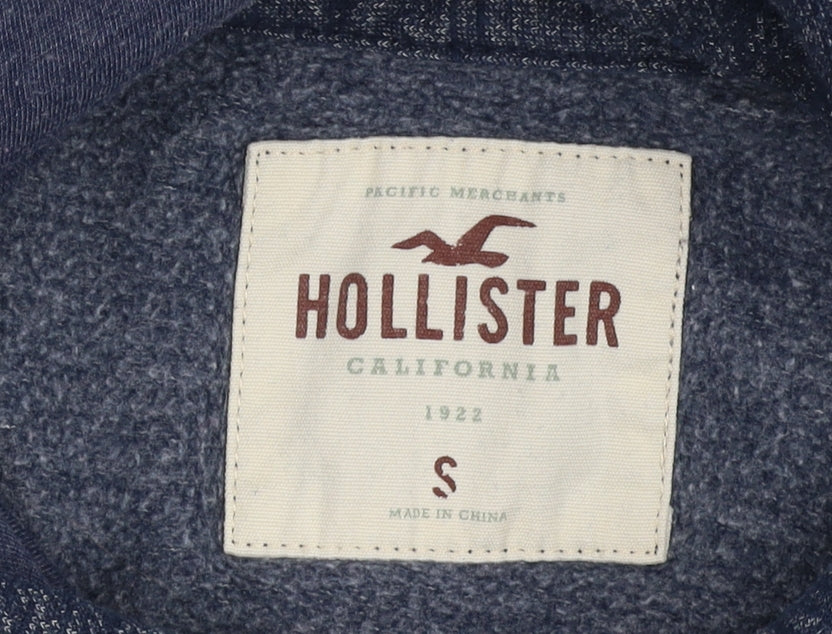 PACIFIC MERCHANTS
HOLLISTER
CALIFORNIA
1922
S
MADE IN CHINA